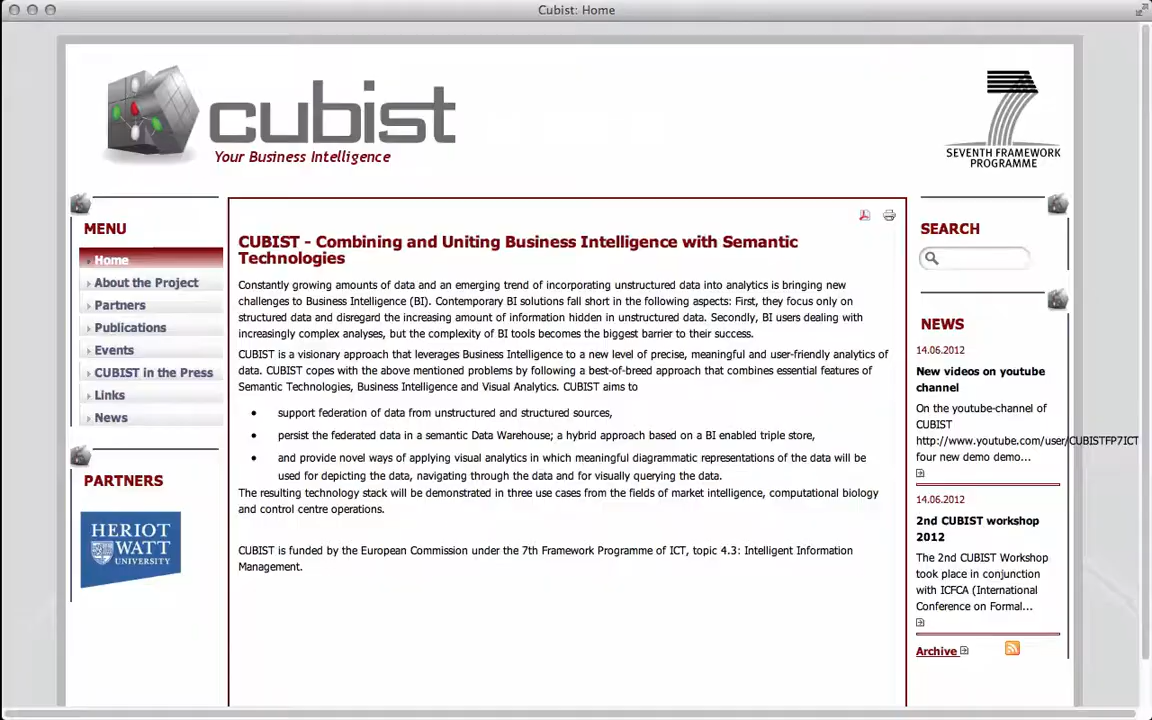 Cubist: Home
cubist
Your Business Intelligence
7
SEVENTH FRAMEWORK
PROGRAMME
MENU
Home
About the Project
Partners
Publications
Events
CUBIST in the Press
Links
News
PARTNERS
HERIOT
WATT
UNIVERSITY
CUBIST - Combining and Uniting Business Intelligence with Semantic
Technologies
Constantly growing amounts of data and an emerging trend of incorporating unstructured data into analytics is bringing new
challenges to Business Intelligence (BI). Contemporary BI solutions fall short in the following aspects: First, they focus only on
structured data and disregard the increasing amount of information hidden in unstructured data. Secondly, BI users dealing with
increasingly complex analyses, but the complexity of BI tools becomes the biggest barrier to their success.
CUBIST is a visionary approach that leverages Business Intelligence to a new level of precise, meaningful and user-friendly analytics of
data. CUBIST copes with the above mentioned problems by following a best-of-breed approach that combines essential features of
Semantic Technologies, Business Intelligence and Visual Analytics. CUBIST aims to
• support federation of data from unstructured and structured sources,
• persist the federated data in a semantic Data Warehouse; a hybrid approach based on a BI enabled triple store,
• and provide novel ways of applying visual analytics in which meaningful diagrammatic representations of the data will be
used for depicting the data, navigating through the data and for visually querying the data.
The resulting technology stack will be demonstrated in three use cases from the fields of market intelligence, computational biology
and control centre operations.
CUBIST is funded by the European Commission under the 7th Framework Programme of ICT, topic 4.3: Intelligent Information
Management.
SEARCH
NEWS
14.06.2012
New videos on youtube
channel
On the youtube-channel of
CUBIST
http://www.youtube.com/user/CUBISTFP7ICT
four new demo demo...
14.06.2012
2nd CUBIST workshop
2012
The 2nd CUBIST Workshop
took place in conjunction
with ICFCA (International
Conference on Formal...
Archive